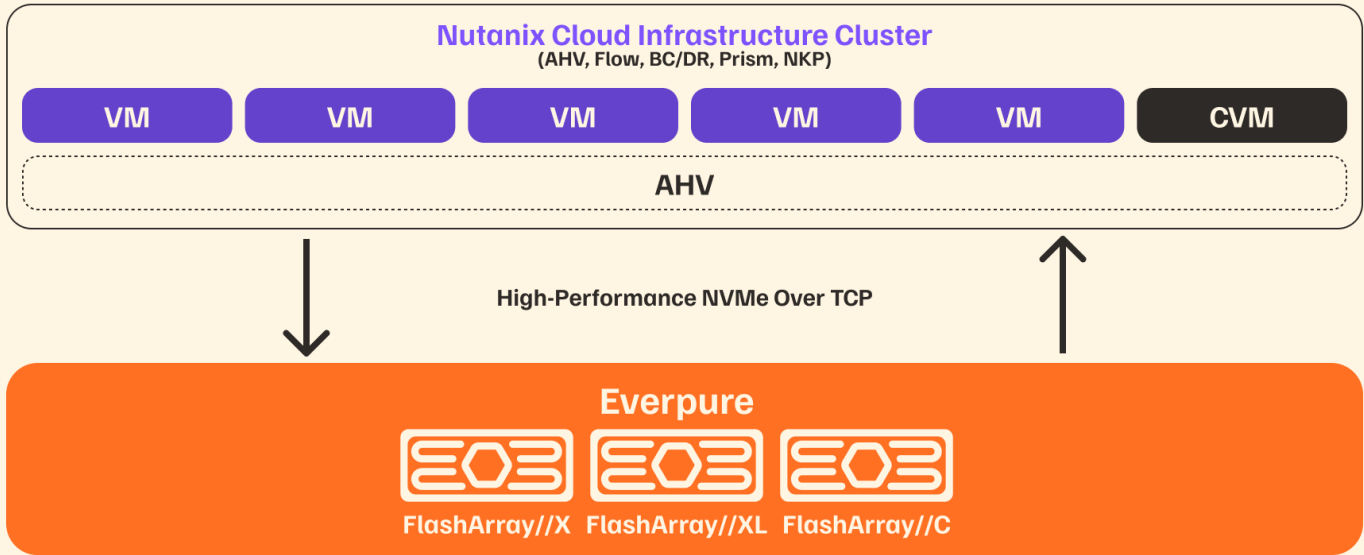 Nutanix Cloud Infrastructure Cluster
(AHV, Flow, BC/DR, Prism, NKP)
VM VM VM VM VM CVM
AHV
High-Performance NVMe Over TCP
Everpure
FlashArray//X FlashArray//XL FlashArray//C